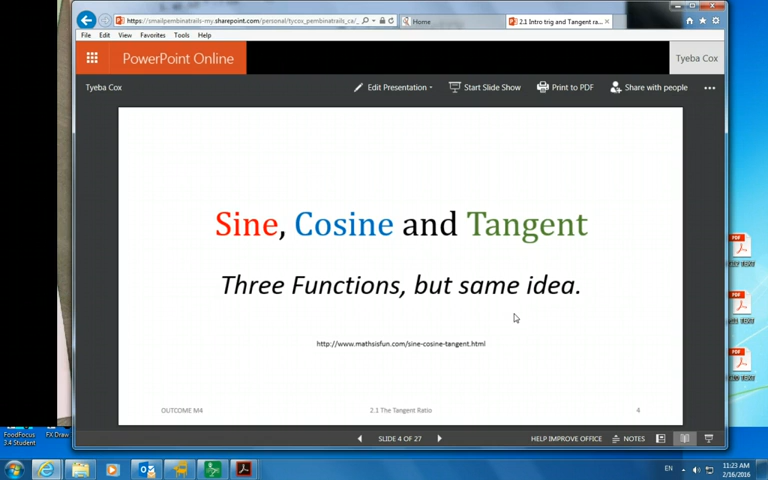 https://smailpembinatrails-my.sharepoint.com/personal/tycox_pembinatrails_ca/_
Home
2.1 Intro trig and Tangent ra...
File Edit View Favorites Tools Help
PowerPoint Online
Tyeba Cox
Tyeba Cox
Edit Presentation
Start Slide Show
Print to PDF
Share with people
Sine, Cosine and Tangent
Three Functions, but same idea.
http://www.mathsisfun.com/sine-cosine-tangent.html
OUTCOME M4
2.1 The Tangent Ratio
4
SLIDE 4 OF 27
HELP IMPROVE OFFICE
NOTES
FoodFocus
3.4 Student
FX Draw
PDF
PDF
PDF
EN
11:23 AM
2/16/2016